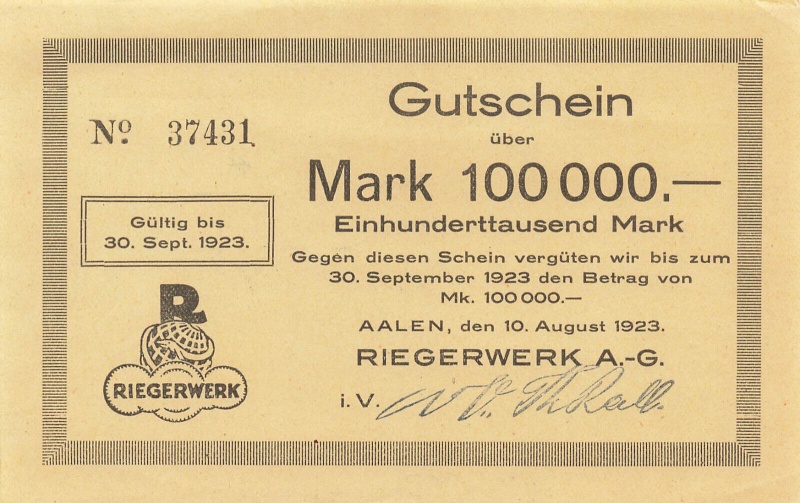 Nº 37431
Gültig bis
30. Sept. 1923.
R
RIEGERWERK
Gutschein
über
Mark 100 000.—
Einhunderttausend Mark
Gegen diesen Schein vergüten wir bis zum
30. September 1923 den Betrag von
Mk. 100 000.—
AALEN, den 10. August 1923.
RIEGERWERK A.-G.
i. V.